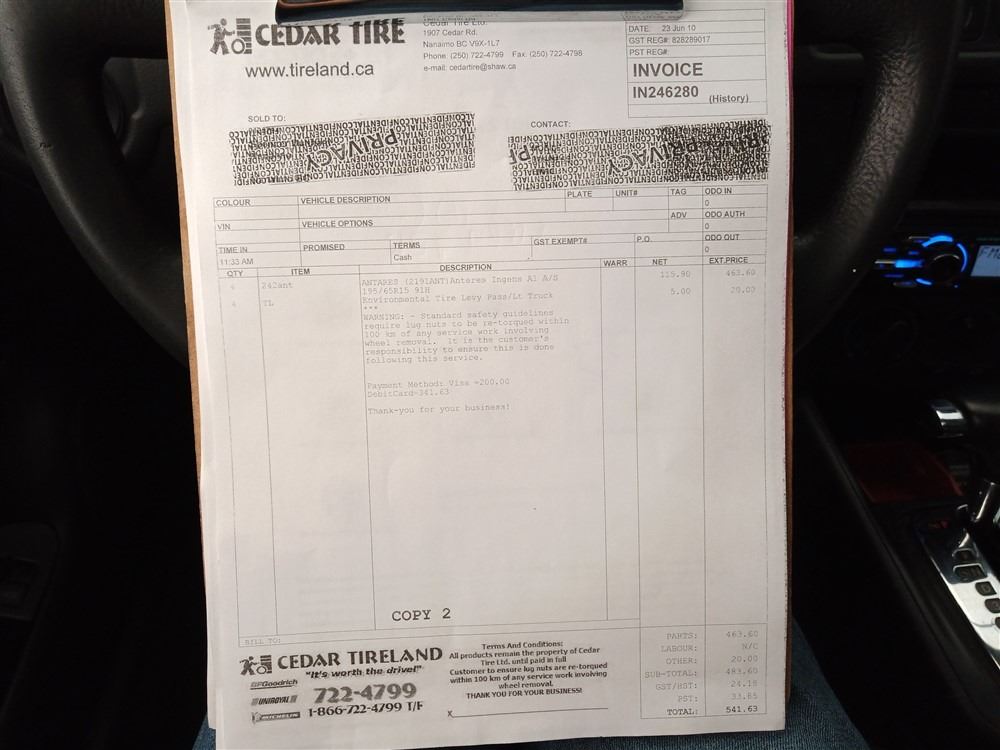 CEDAR TIRE
www.tireland.ca
Cedar Tire Ltd.
1907 Cedar Rd.
Nanaimo BC V9X-1L7
Phone: (250) 722-4799 Fax: (250) 722-4798
e-mail: cedartire@shaw.ca
DATE: 23 Jun 10
GST REG#: 828289017
PST REG#:
INVOICE
IN246280 (History)
SOLD TO:
CONTACT:
PRIVACY
PRIVACY
COLOUR VEHICLE DESCRIPTION PLATE UNIT# TAG ODO IN
0
VIN VEHICLE OPTIONS ADV ODO AUTH
0
TIME IN PROMISED TERMS GST EXEMPT# P.O. ODO OUT
11:33 AM Cash 0
QTY ITEM DESCRIPTION WARR NET EXT.PRICE
4 242ant ANTARES (219IANT)Anteres Ingens A1 A/S 115.90 463.60
195/65R15 91H
4 TL Environmental Tire Levy Pass/Lt Truck 5.00 20.00
***
WARNING: - Standard safety guidelines
require lug nuts to be re-torqued within
100 km of any service work involving
wheel removal. It is the customer's
responsibility to ensure this is done
following this service.
Payment Method: Visa =200.00
DebitCard=341.63
Thank-you for your business!
COPY 2
BILL TO:
CEDAR TIRELAND
"It's worth the drive!"
BFGoodrich
UNIROYAL
MICHELIN
722-4799
1-866-722-4799 T/F
Terms And Conditions:
All products remain the property of Cedar
Tire Ltd. until paid in full
Customer to ensure lug nuts are re-torqued
within 100 km of any service work involving
wheel removal.
THANK YOU FOR YOUR BUSINESS!
X
PARTS: 463.60
LABOUR: N/C
OTHER: 20.00
SUB-TOTAL: 483.60
GST/HST: 24.18
PST: 33.85
TOTAL: 541.63